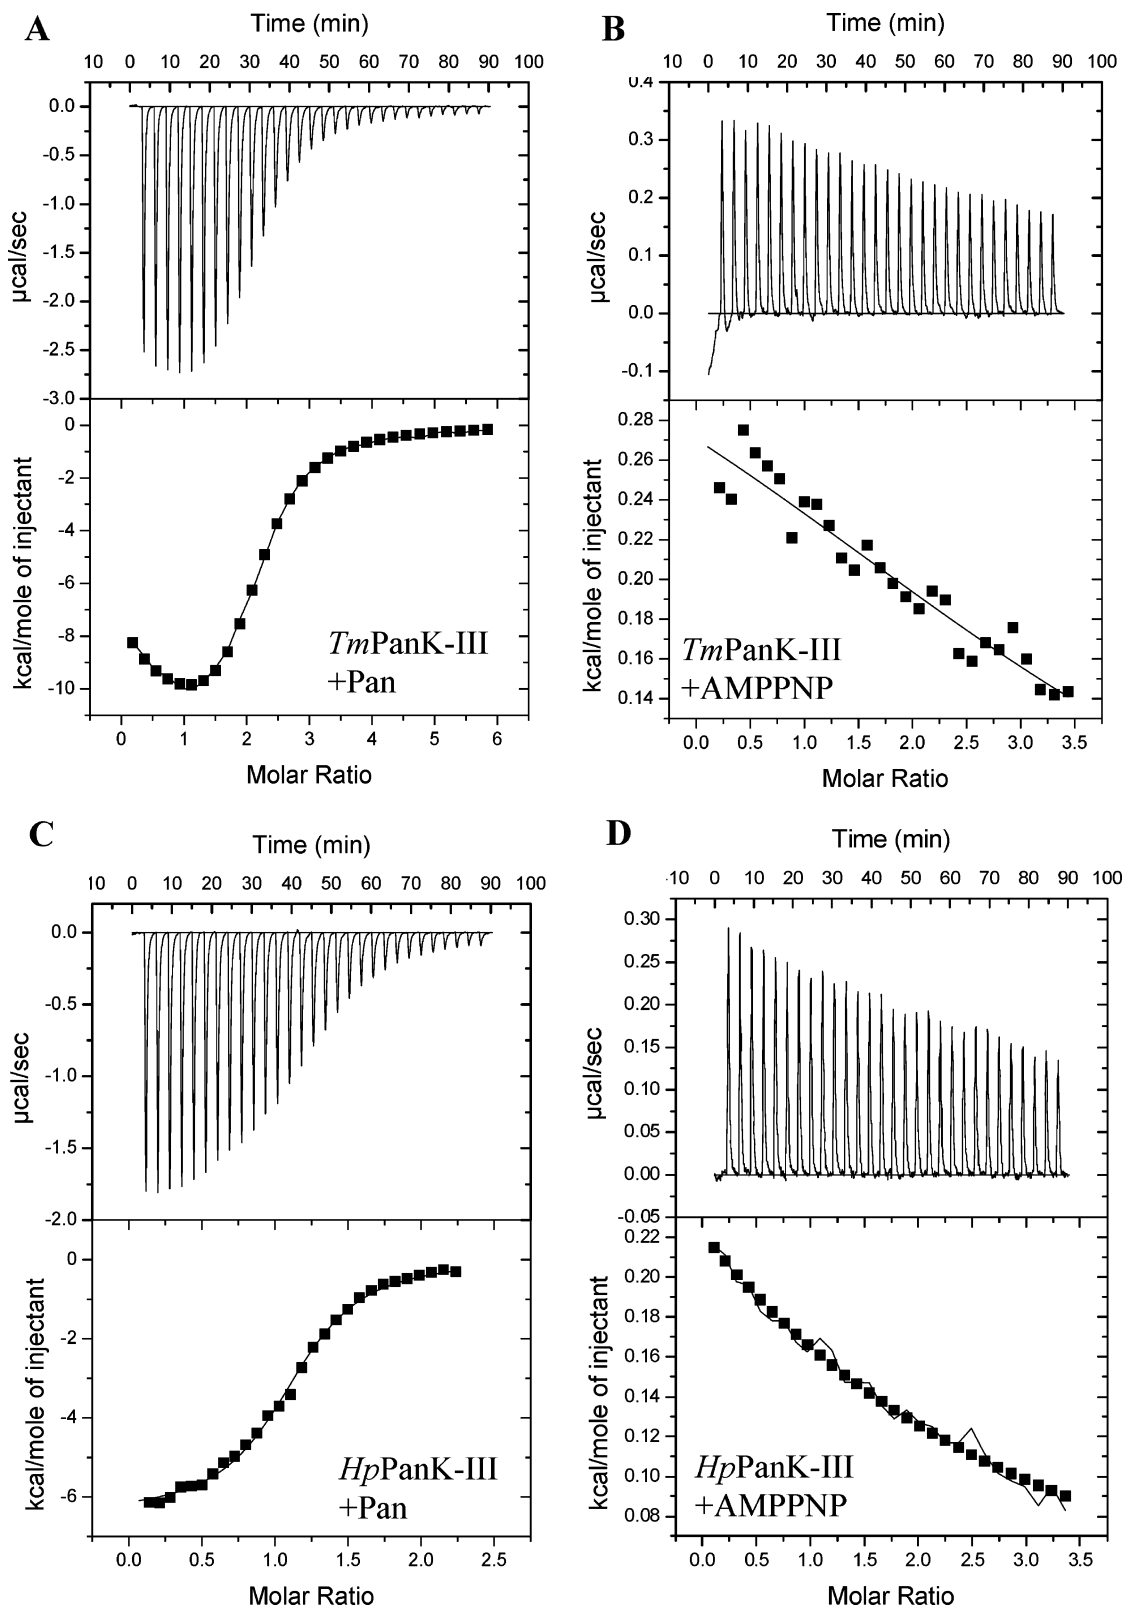 A
Time (min)
10 0 10 20 30 40 50 60 70 80 90 100
0.0
-0.5
-1.0
-1.5
-2.0
-2.5
-3.0
µcal/sec
0
-2
-4
-6
-8
-10
kcal/mole of injectant
TmPanK-III
+Pan
0 1 2 3 4 5 6
Molar Ratio
B
Time (min)
10 0 10 20 30 40 50 60 70 80 90 100
0.4
0.3
0.2
0.1
0.0
-0.1
µcal/sec
0.28
0.26
0.24
0.22
0.20
0.18
0.16
0.14
kcal/mole of injectant
TmPanK-III
+AMPPNP
0.0 0.5 1.0 1.5 2.0 2.5 3.0 3.5
Molar Ratio
C
Time (min)
10 0 10 20 30 40 50 60 70 80 90 100
0.0
-0.5
-1.0
-1.5
-2.0
µcal/sec
0
-2
-4
-6
kcal/mole of injectant
HpPanK-III
+Pan
0.0 0.5 1.0 1.5 2.0 2.5
Molar Ratio
D
Time (min)
-10 0 10 20 30 40 50 60 70 80 90 100
0.30
0.25
0.20
0.15
0.10
0.05
0.00
-0.05
µcal/sec
0.22
0.20
0.18
0.16
0.14
0.12
0.10
0.08
kcal/mole of injectant
HpPanK-III
+AMPPNP
0.0 0.5 1.0 1.5 2.0 2.5 3.0 3.5
Molar Ratio